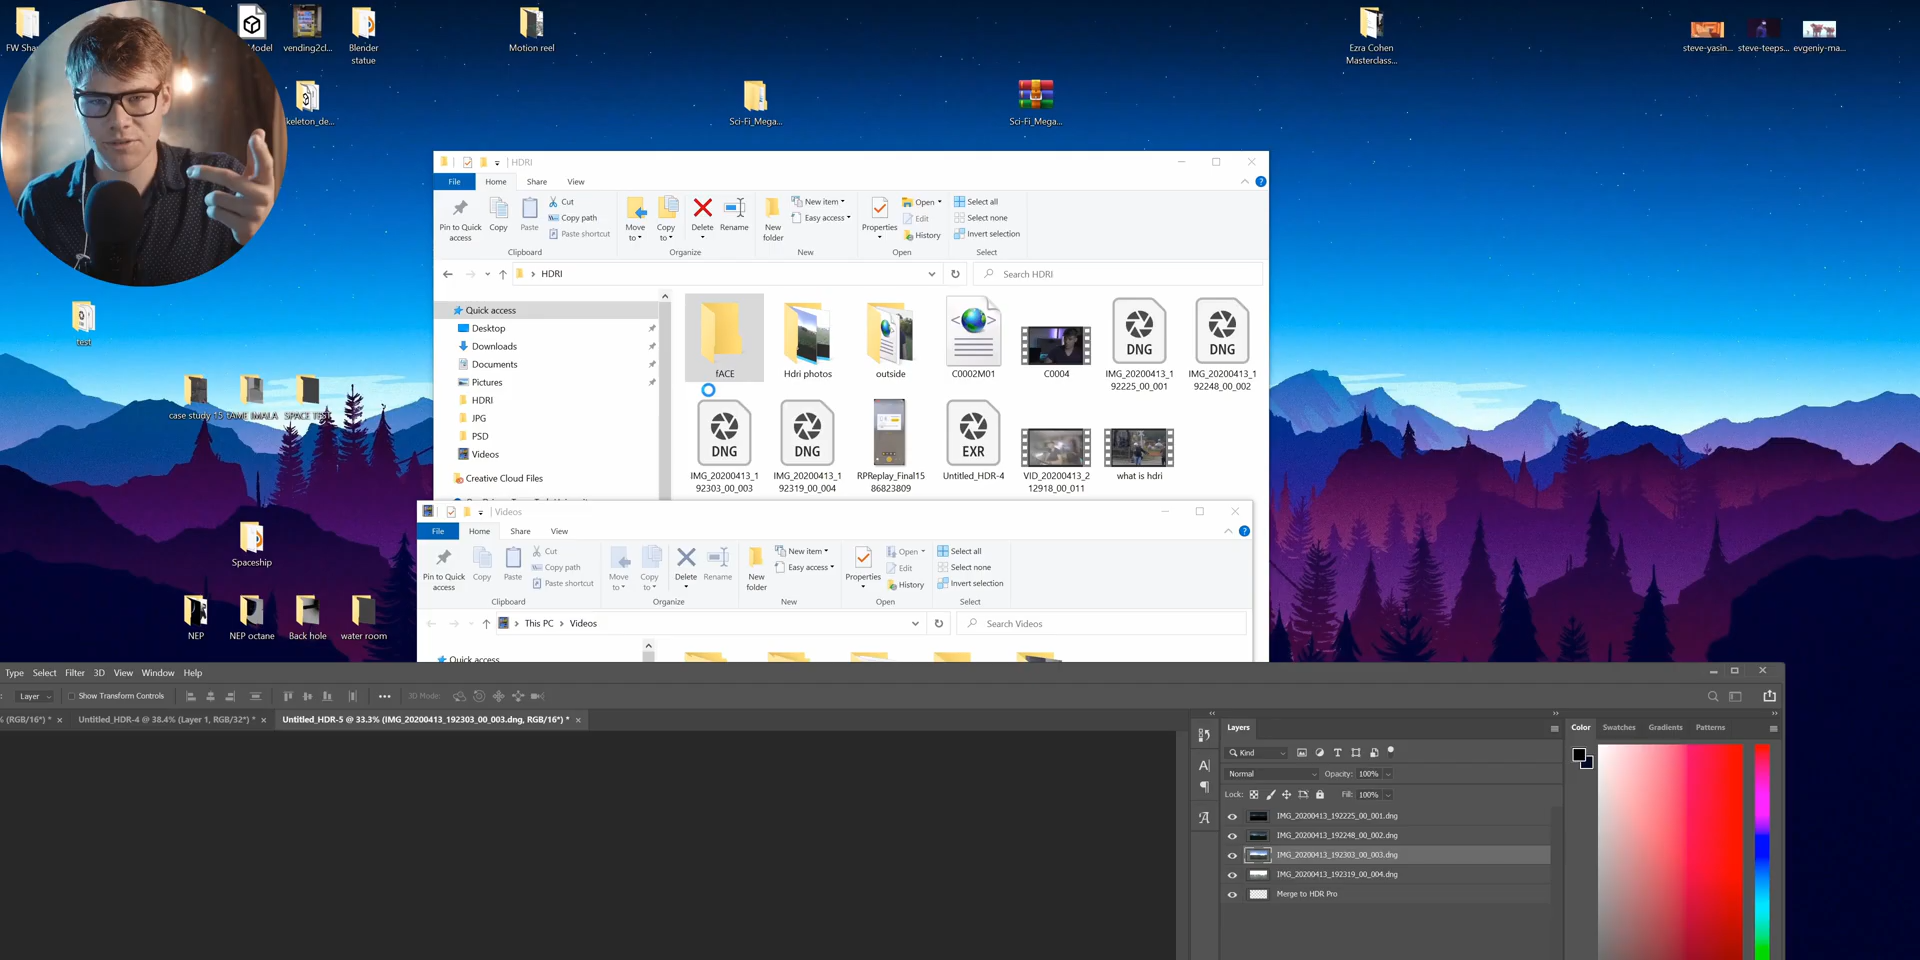 FW Sha
Model
vending2cl...
Blender
statue
Motion reel
Ezra Cohen
Masterclass...
steve-yasin...
steve-teeps...
evgeniy-ma...
keleton_de...
Sci-Fi_Mega...
Sci-Fi_Mega...
HDRI
File
Home
Share
View
Pin to Quick
access
Copy
Paste
Cut
Copy path
Paste shortcut
Clipboard
Move
to
Copy
to
Delete
Rename
Organize
New
folder
New item
Easy access
New
Properties
Open
Edit
History
Open
Select all
Select none
Invert selection
Select
HDRI
Search HDRI
Quick access
Desktop
Downloads
Documents
Pictures
HDRI
JPG
PSD
Videos
Creative Cloud Files
fACE
Hdri photos
outside
C0002M01
C0004
DNG
IMG_20200413_1
92225_00_001
DNG
IMG_20200413_1
92248_00_002
DNG
IMG_20200413_1
92303_00_003
DNG
IMG_20200413_1
92319_00_004
RPReplay_Final15
86823809
EXR
Untitled_HDR-4
VID_20200413_2
12918_00_011
what is hdri
test
case study 15
SPACE TEST
Spaceship
NEP
NEP octane
Back hole
water room
Videos
File
Home
Share
View
Pin to Quick
access
Copy
Paste
Cut
Copy path
Paste shortcut
Clipboard
Move
to
Copy
to
Delete
Rename
Organize
New
folder
New item
Easy access
New
Properties
Open
Edit
History
Open
Select all
Select none
Invert selection
Select
This PC
Videos
Search Videos
Quick access
Type Select Filter 3D View Window Help
Layer
Show Transform Controls
3D Mode:
% (RGB/16*) *
Untitled_HDR-4 @ 38.4% (Layer 1, RGB/32*) *
Untitled_HDR-5 @ 33.3% (IMG_20200413_192303_00_003.dng, RGB/16*) *
Layers
Kind
Normal
Opacity: 100%
Lock:
Fill: 100%
IMG_20200413_192225_00_001.dng
IMG_20200413_192248_00_002.dng
IMG_20200413_192303_00_003.dng
IMG_20200413_192319_00_004.dng
Merge to HDR Pro
Color
Swatches
Gradients
Patterns